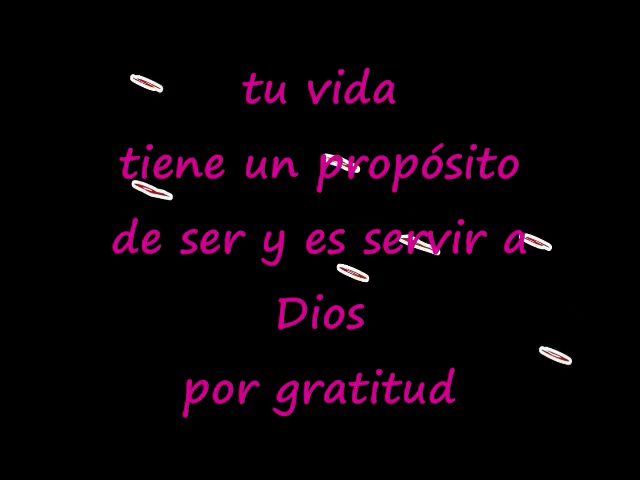 tu vida
tiene un propósito
de ser y es servir a
Dios
por gratitud